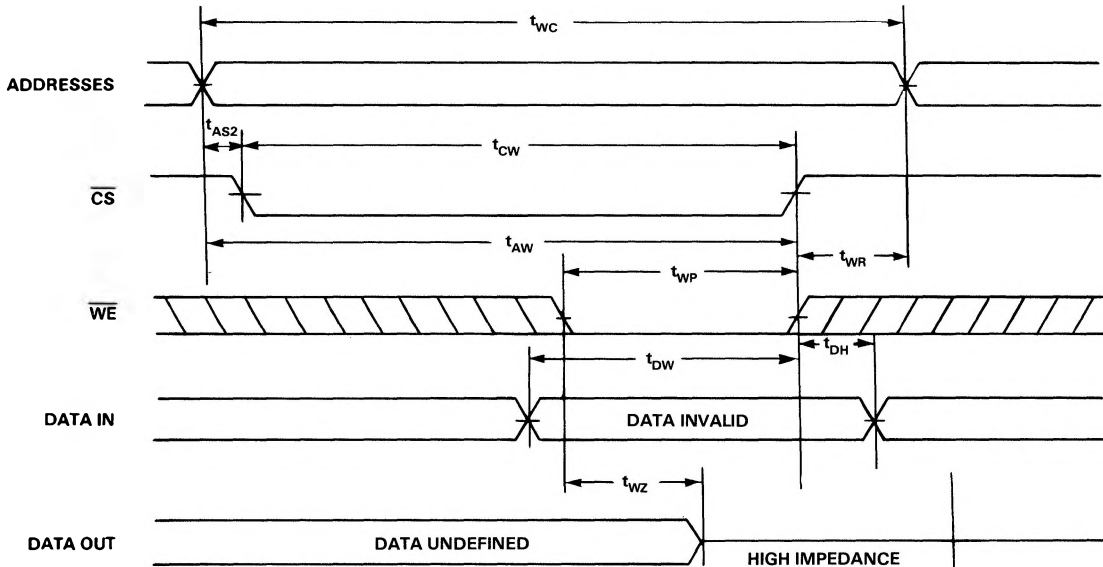 tWC
ADDRESSES
tAS2
tCW
CS
tAW
tWR
tWP
WE
tDH
tDW
DATA IN
DATA INVALID
tWZ
DATA OUT
DATA UNDEFINED
HIGH IMPEDANCE